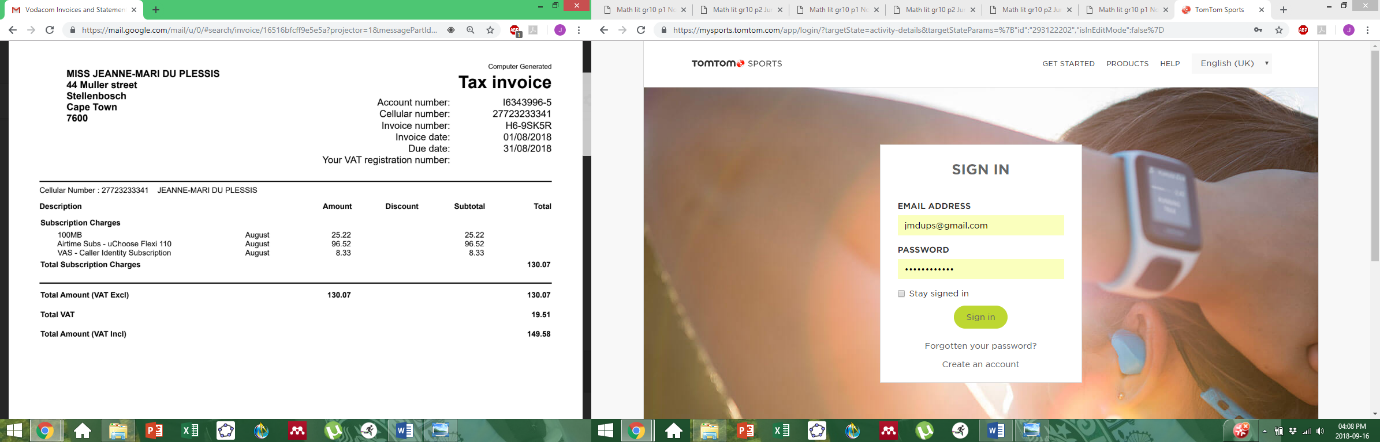 Vodacom Invoices and Statemen
https://mail.google.com/mail/u/0/#search/invoice/16516bfcff9e5e5a?projector=1&messagePartId...
MISS JEANNE-MARI DU PLESSIS
44 Muller street
Stellenbosch
Cape Town
7600
Computer Generated
Tax invoice
Account number: I6343996-5
Cellular number: 27723233341
Invoice number: H6-9SK5R
Invoice date: 01/08/2018
Due date: 31/08/2018
Your VAT registration number:
Cellular Number : 27723233341 JEANNE-MARI DU PLESSIS
Description Amount Discount Subtotal Total
Subscription Charges
100MB August 25.22 25.22
Airtime Subs - uChoose Flexi 110 August 96.52 96.52
VAS - Caller Identity Subscription August 8.33 8.33
Total Subscription Charges 130.07
Total Amount (VAT Excl) 130.07 130.07
Total VAT 19.51
Total Amount (VAT Incl) 149.58
Math lit gr10 p1 Math lit gr10 p2 Math lit gr10 p1 Math lit gr10 p2 Math lit gr10 p2 Math lit gr10 p1 TomTom Sports
https://mysports.tomtom.com/app/login/?targetState=activity-details&targetStateParams=%7B"id":"293122202","isInEditMode":false%7D
TOMTOM SPORTS GET STARTED PRODUCTS HELP English (UK)
SIGN IN
EMAIL ADDRESS
jmdups@gmail.com
PASSWORD
••••••••••••
Stay signed in
Sign in
Forgotten your password?
Create an account
04:08 PM
2018-09-16